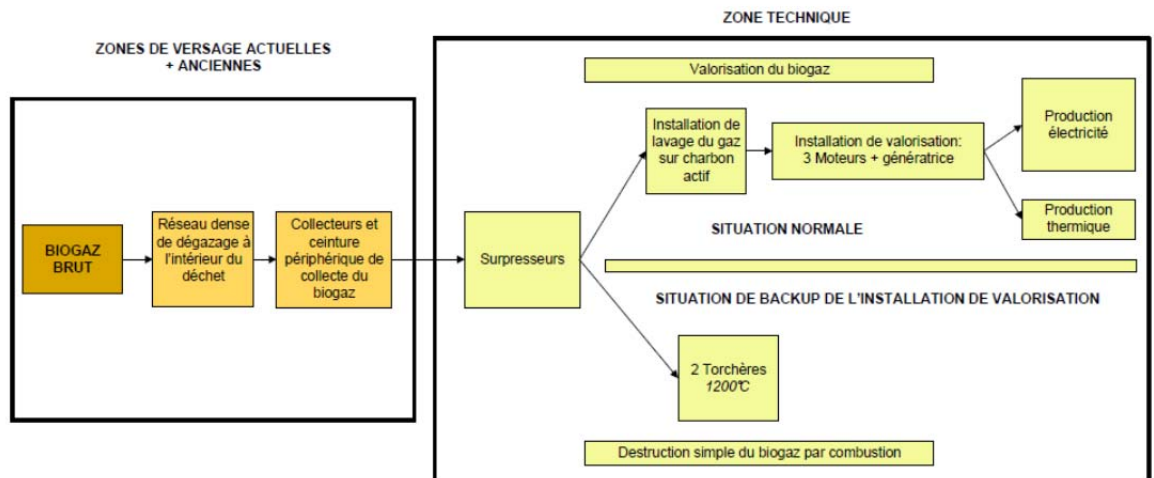 ZONE TECHNIQUE
ZONES DE VERSAGE ACTUELLES
+ ANCIENNES
Valorisation du biogaz
Installation de
lavage du gaz
sur charbon
actif
Installation de valorisation:
3 Moteurs + génératrice
Production
électricité
Production
thermique
SITUATION NORMALE
BIOGAZ
BRUT
Réseau dense
de dégazage à
l'intérieur du
déchet
Collecteurs et
ceinture
périphérique de
collecte du
biogaz
Surpresseurs
SITUATION DE BACKUP DE L'INSTALLATION DE VALORISATION
2 Torchères
1200°C
Destruction simple du biogaz par combustion